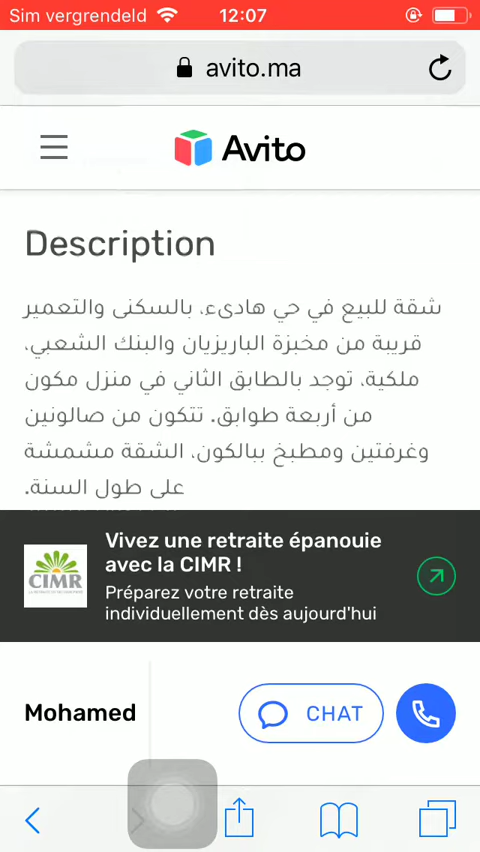 Sim vergrendeld 12:07
avito.ma
Avito
Description
شقة للبيع في حي هادىء، بالسكنى والتعمير
قريبة من مخبزة الباريزيان والبنك الشعبي،
ملكية، توجد بالطابق الثاني في منزل مكون
من أربعة طوابق. تتكون من صالونين
وغرفتين ومطبخ ببالكون، الشقة مشمشة
على طول السنة.
Vivez une retraite épanouie
avec la CIMR !
Préparez votre retraite
individuellement dès aujourd'hui
CIMR
Mohamed
CHAT